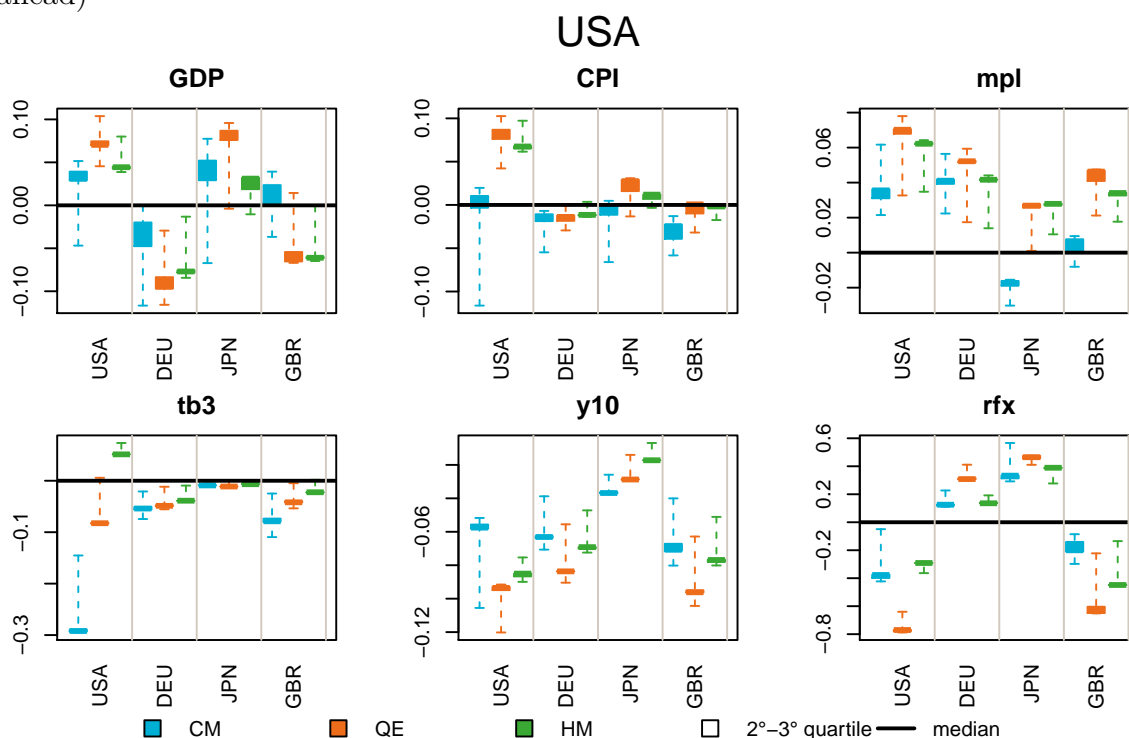 ahead)
USA
GDP CPI mpl
0.10 0.00 −0.10
0.10 0.00 −0.10
0.06 0.02 −0.02
USA DEU JPN GBR USA DEU JPN GBR USA DEU JPN GBR
tb3 y10 rfx
−0.1 −0.3
−0.06 −0.12
0.6 0.2 −0.2 −0.8
USA DEU JPN GBR USA DEU JPN GBR USA DEU JPN GBR
CM QE HM 2°−3° quartile median